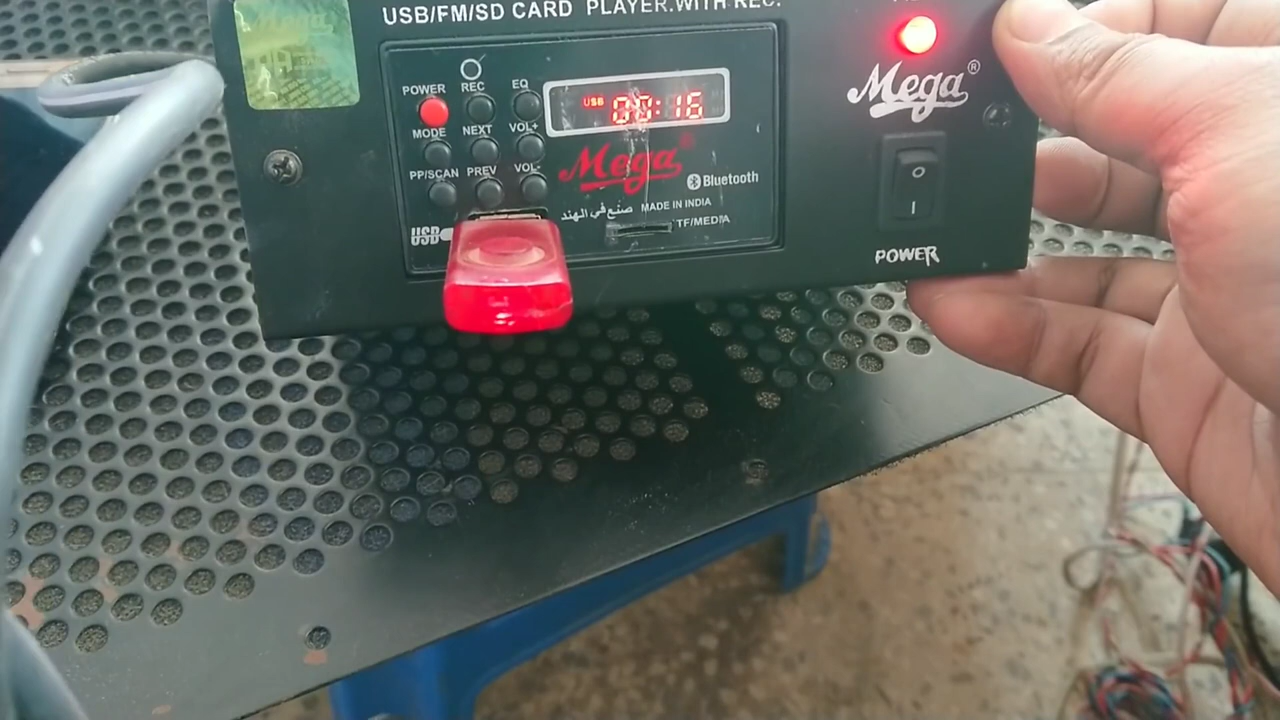 USB/FM/SD CARD PLAYER.WITH REC.
Mega
POWER REC EQ
MODE NEXT VOL+
PP/SCAN PREV VOL-
USB 00:16
Mega®
Bluetooth
صنع في الهند MADE IN INDIA
USB
TF/MEDIA
Mega®
O
I
POWER